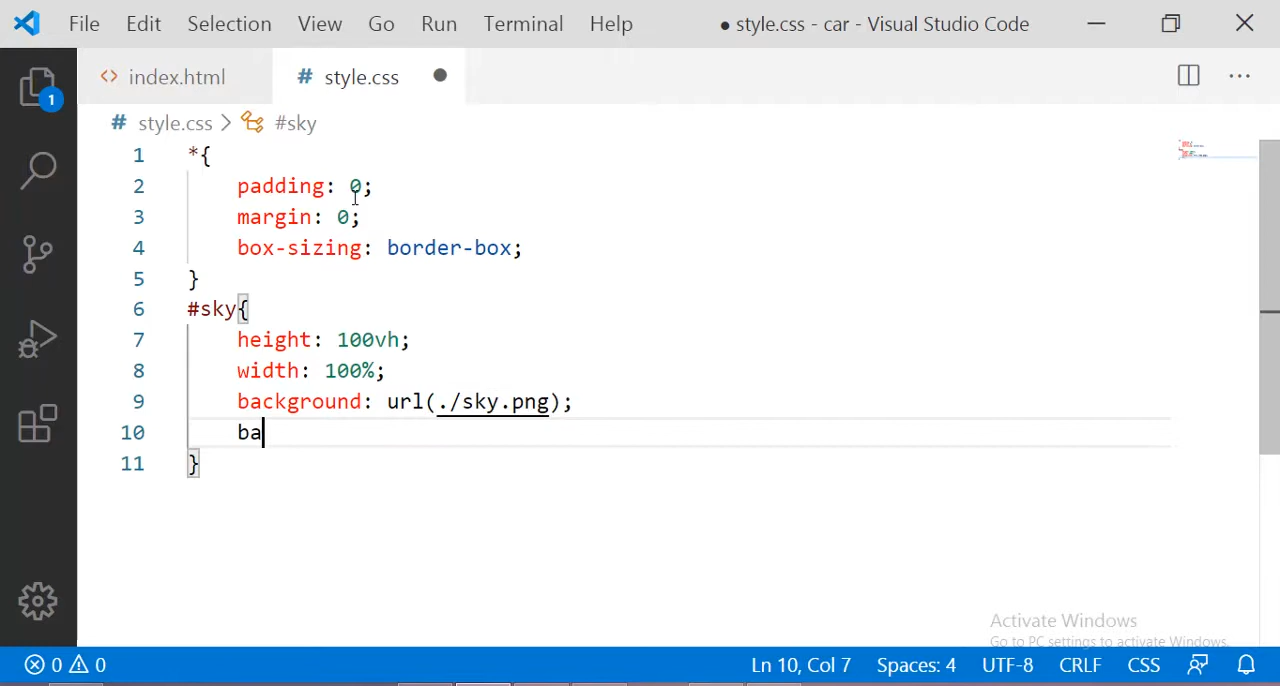 File Edit Selection View Go Run Terminal Help ● style.css - car - Visual Studio Code
index.html # style.css
1
# style.css > #sky
1 *{
2 padding: 0;
3 margin: 0;
4 box-sizing: border-box;
5 }
6 #sky{
7 height: 100vh;
8 width: 100%;
9 background: url(./sky.png);
10 ba
11 }
Activate Windows
Go to PC settings to activate Windows.
0 0 Ln 10, Col 7 Spaces: 4 UTF-8 CRLF CSS